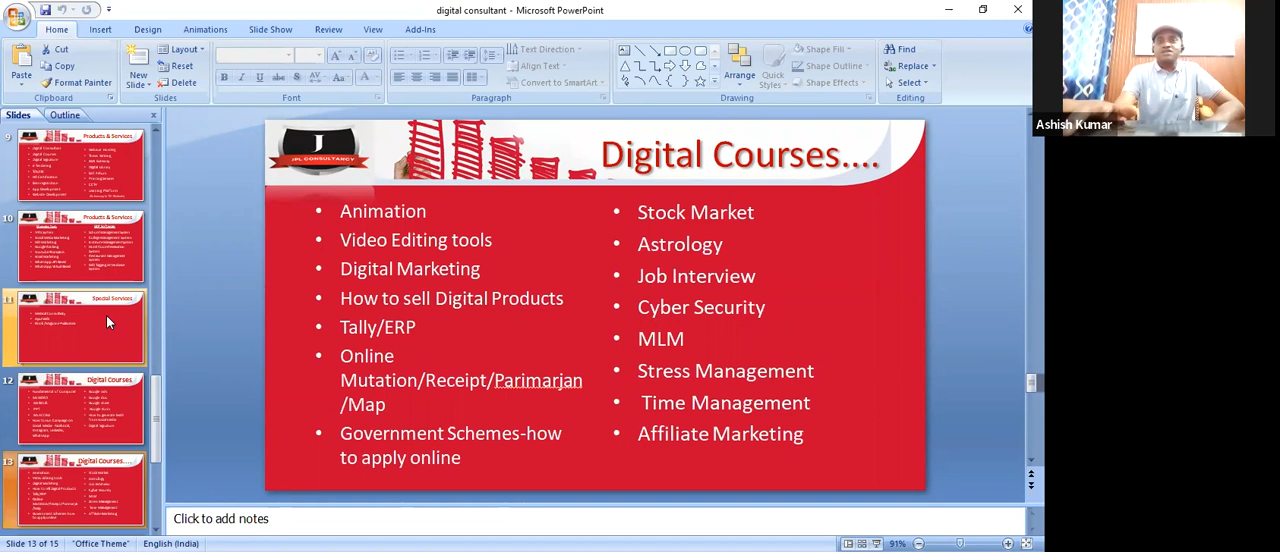 digital consultant - Microsoft PowerPoint
Home Insert Design Animations Slide Show Review View Add-Ins
Paste
Cut
Copy
Format Painter
Clipboard
New
Slide
Layout
Reset
Delete
Slides
Font
Text Direction
Align Text
Convert to SmartArt
Paragraph
Arrange
Quick
Styles
Shape Fill
Shape Outline
Shape Effects
Drawing
Find
Replace
Select
Editing
Ashish Kumar
Slides Outline
9
Products & Services
10
Products & Services
11
Special Services
12
Digital Courses
13
Digital Courses....
J
JPL CONSULTANCY
Digital Courses....
• Animation
• Video Editing tools
• Digital Marketing
• How to sell Digital Products
• Tally/ERP
• Online
Mutation/Receipt/Parimarjan
/Map
• Government Schemes-how
to apply online
• Stock Market
• Astrology
• Job Interview
• Cyber Security
• MLM
• Stress Management
• Time Management
• Affiliate Marketing
Click to add notes
Slide 13 of 15 "Office Theme" English (India) 91%